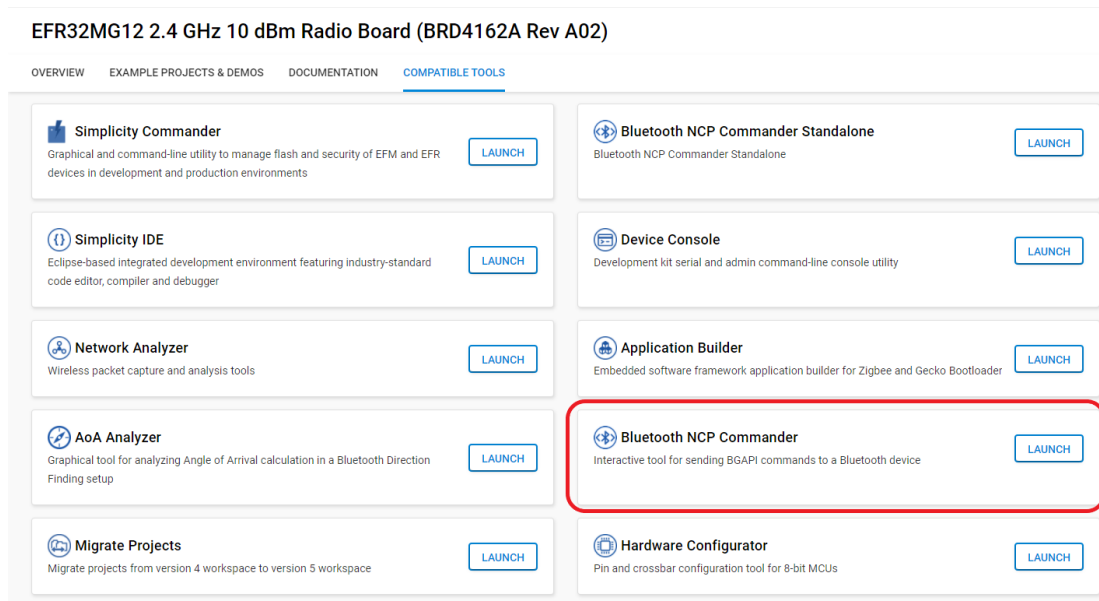 EFR32MG12 2.4 GHz 10 dBm Radio Board (BRD4162A Rev A02)
OVERVIEW EXAMPLE PROJECTS & DEMOS DOCUMENTATION COMPATIBLE TOOLS
Simplicity Commander
Graphical and command-line utility to manage flash and security of EFM and EFR
devices in development and production environments
LAUNCH
Bluetooth NCP Commander Standalone
Bluetooth NCP Commander Standalone
LAUNCH
Simplicity IDE
Eclipse-based integrated development environment featuring industry-standard
code editor, compiler and debugger
LAUNCH
Device Console
Development kit serial and admin command-line console utility
LAUNCH
Network Analyzer
Wireless packet capture and analysis tools
LAUNCH
Application Builder
Embedded software framework application builder for Zigbee and Gecko Bootloader
LAUNCH
AoA Analyzer
Graphical tool for analyzing Angle of Arrival calculation in a Bluetooth Direction
Finding setup
LAUNCH
Bluetooth NCP Commander
Interactive tool for sending BGAPI commands to a Bluetooth device
LAUNCH
Migrate Projects
Migrate projects from version 4 workspace to version 5 workspace
LAUNCH
Hardware Configurator
Pin and crossbar configuration tool for 8-bit MCUs
LAUNCH